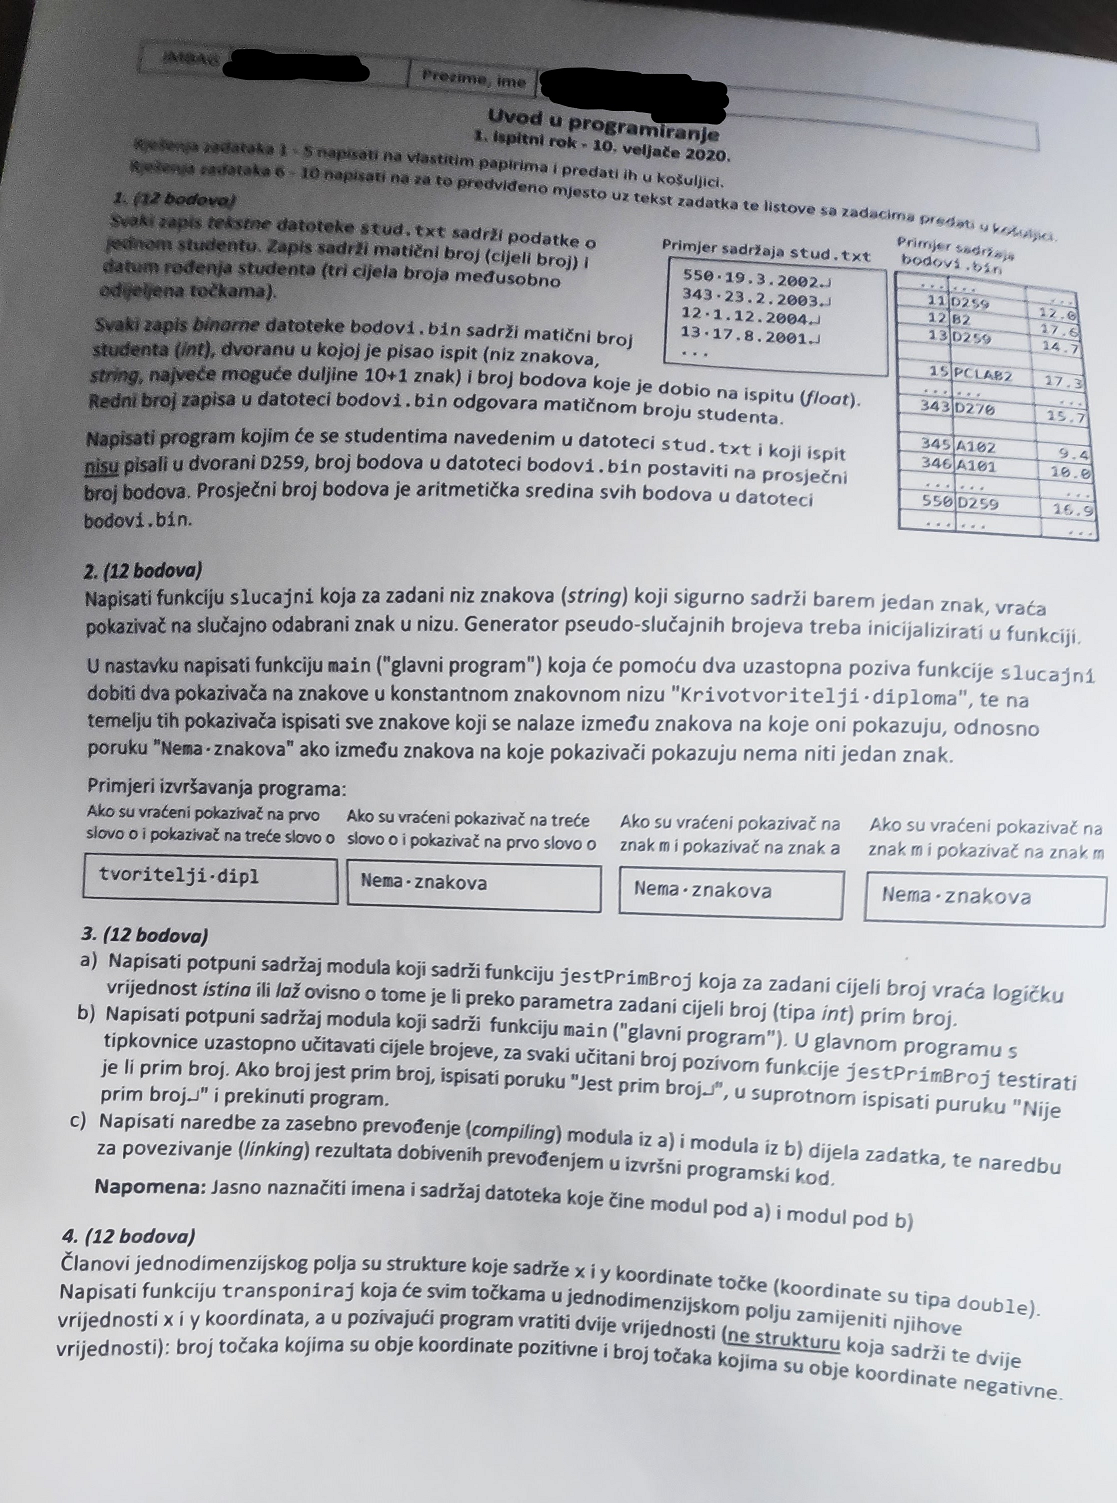 JMBAG
Prezime, ime
Uvod u programiranje
1. ispitni rok - 10. veljače 2020.
Rješenja zadataka 1 - 5 napisati na vlastitim papirima i predati ih u košuljici.
Rješenja zadataka 6 - 10 napisati na za to predviđeno mjesto uz tekst zadatka te listove sa zadacima predati u košuljici.
1. (12 bodova)
Svaki zapis tekstne datoteke stud.txt sadrži podatke o
jednom studentu. Zapis sadrži matični broj (cijeli broj) i
datum rođenja studenta (tri cijela broja međusobno
odijeljena točkama).
Svaki zapis binarne datoteke bodovi.bin sadrži matični broj
studenta (int), dvoranu u kojoj je pisao ispit (niz znakova,
string, najveće moguće duljine 10+1 znak) i broj bodova koje je dobio na ispitu (float).
Redni broj zapisa u datoteci bodovi.bin odgovara matičnom broju studenta.
Primjer sadržaja stud.txt
550·19.3.2002.↵
343·23.2.2003.↵
12·1.12.2004.↵
13·17.8.2001.↵
...
Primjer sadržaja
bodovi.bin
... ... ...
11 D259 12.0
12 B2 17.6
13 D259 14.7
15 PCLAB2 17.3
... ... ...
343 D270 15.7
345 A102 9.4
346 A101 10.0
... ... ...
550 D259 16.9
... ... ...
Napisati program kojim će se studentima navedenim u datoteci stud.txt i koji ispit
nisu pisali u dvorani D259, broj bodova u datoteci bodovi.bin postaviti na prosječni
broj bodova. Prosječni broj bodova je aritmetička sredina svih bodova u datoteci
bodovi.bin.
2. (12 bodova)
Napisati funkciju slucajni koja za zadani niz znakova (string) koji sigurno sadrži barem jedan znak, vraća
pokazivač na slučajno odabrani znak u nizu. Generator pseudo-slučajnih brojeva treba inicijalizirati u funkciji.
U nastavku napisati funkciju main ("glavni program") koja će pomoću dva uzastopna poziva funkcije slucajni
dobiti dva pokazivača na znakove u konstantnom znakovnom nizu "Krivotvoritelji·diploma", te na
temelju tih pokazivača ispisati sve znakove koji se nalaze između znakova na koje oni pokazuju, odnosno
poruku "Nema·znakova" ako između znakova na koje pokazivači pokazuju nema niti jedan znak.
Primjeri izvršavanja programa:
Ako su vraćeni pokazivač na prvo
slovo o i pokazivač na treće slovo o
tvoritelji·dipl
Ako su vraćeni pokazivač na treće
slovo o i pokazivač na prvo slovo o
Nema·znakova
Ako su vraćeni pokazivač na
znak m i pokazivač na znak a
Nema·znakova
Ako su vraćeni pokazivač na
znak m i pokazivač na znak m
Nema·znakova
3. (12 bodova)
a) Napisati potpuni sadržaj modula koji sadrži funkciju jestPrimBroj koja za zadani cijeli broj vraća logičku
vrijednost istina ili laž ovisno o tome je li preko parametra zadani cijeli broj (tipa int) prim broj.
b) Napisati potpuni sadržaj modula koji sadrži funkciju main ("glavni program"). U glavnom programu s
tipkovnice uzastopno učitavati cijele brojeve, za svaki učitani broj pozivom funkcije jestPrimBroj testirati
je li prim broj. Ako broj jest prim broj, ispisati poruku "Jest prim broj↵", u suprotnom ispisati puruku "Nije
prim broj↵" i prekinuti program.
c) Napisati naredbe za zasebno prevođenje (compiling) modula iz a) i modula iz b) dijela zadatka, te naredbu
za povezivanje (linking) rezultata dobivenih prevođenjem u izvršni programski kod.
Napomena: Jasno naznačiti imena i sadržaj datoteka koje čine modul pod a) i modul pod b)
4. (12 bodova)
Članovi jednodimenzijskog polja su strukture koje sadrže x i y koordinate točke (koordinate su tipa double).
Napisati funkciju transponiraj koja će svim točkama u jednodimenzijskom polju zamijeniti njihove
vrijednosti x i y koordinata, a u pozivajući program vratiti dvije vrijednosti (ne strukturu koja sadrži te dvije
vrijednosti): broj točaka kojima su obje koordinate pozitivne i broj točaka kojima su obje koordinate negativne.